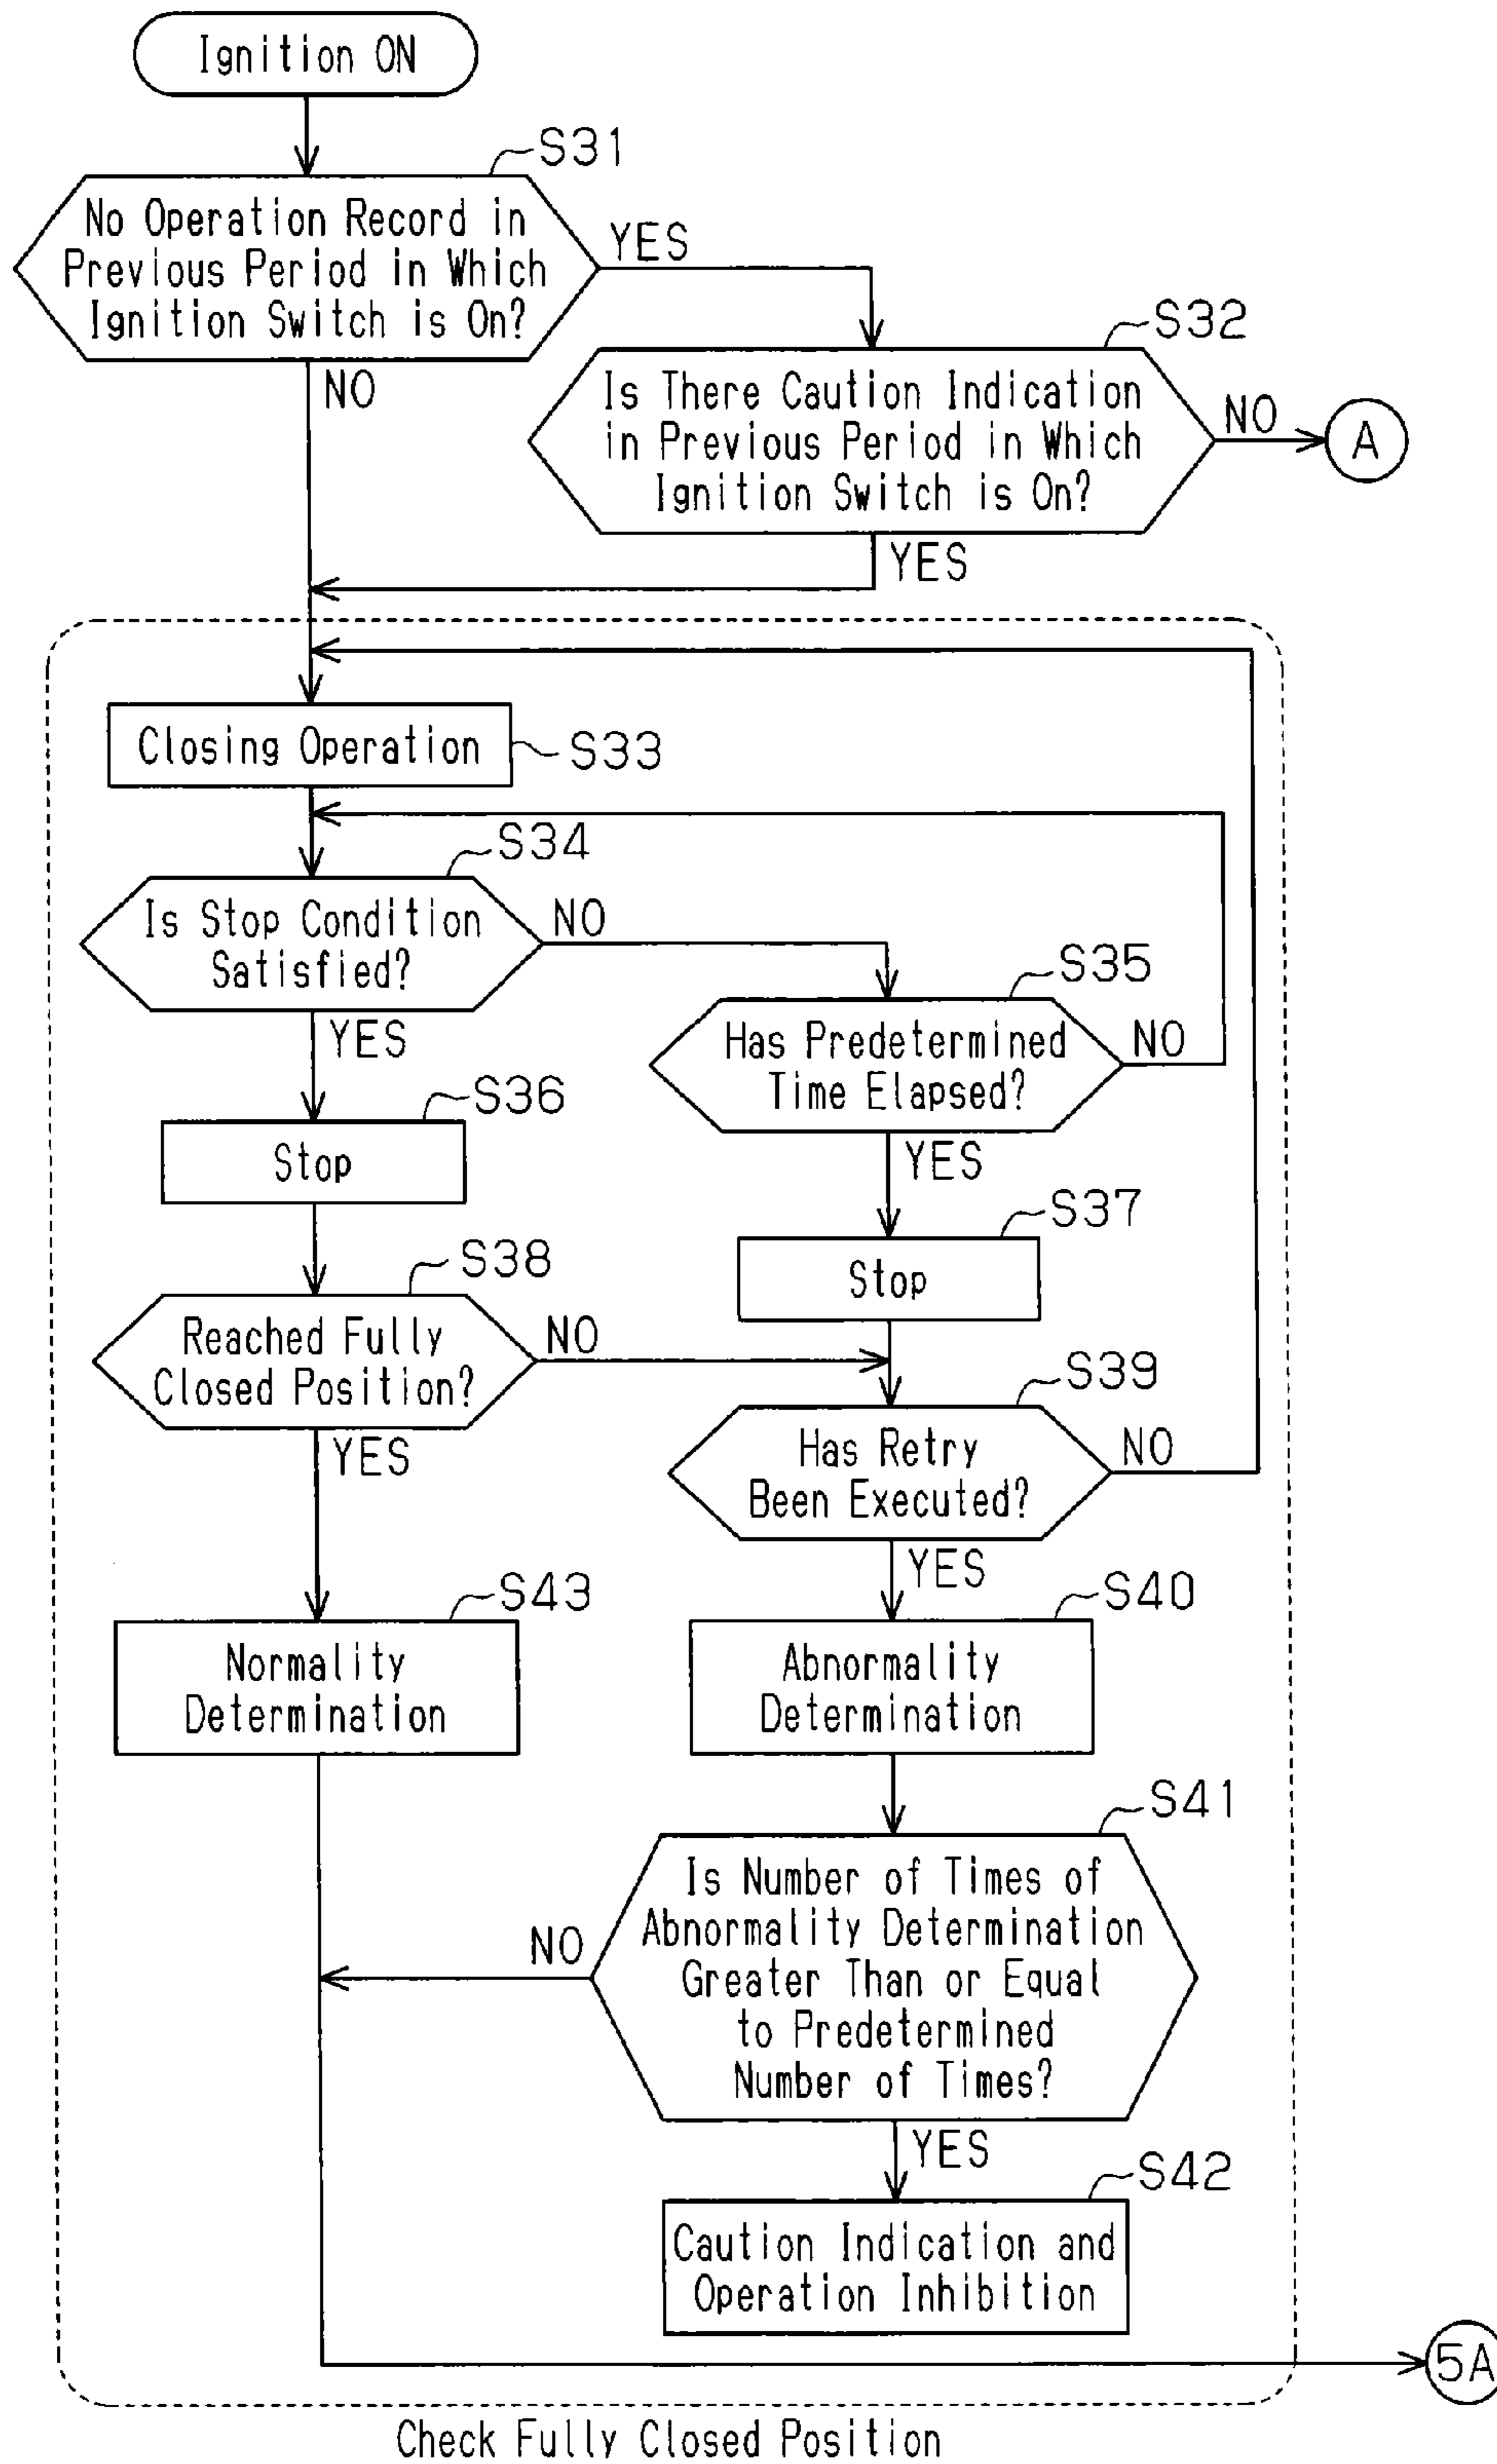 Ignition ON
S31
No Operation Record in
Previous Period in Which
Ignition Switch is On?
YES
NO
S32
Is There Caution Indication
in Previous Period in Which
Ignition Switch is On?
NO
A
YES
Closing Operation
S33
S34
Is Stop Condition
Satisfied?
NO
YES
S35
Has Predetermined
Time Elapsed?
NO
YES
S36
Stop
S37
Stop
S38
Reached Fully
Closed Position?
NO
YES
S39
Has Retry
Been Executed?
NO
YES
S43
Normality
Determination
S40
Abnormality
Determination
S41
Is Number of Times of
Abnormality Determination
Greater Than or Equal
to Predetermined
Number of Times?
NO
YES
S42
Caution Indication and
Operation Inhibition
5A
Check Fully Closed Position